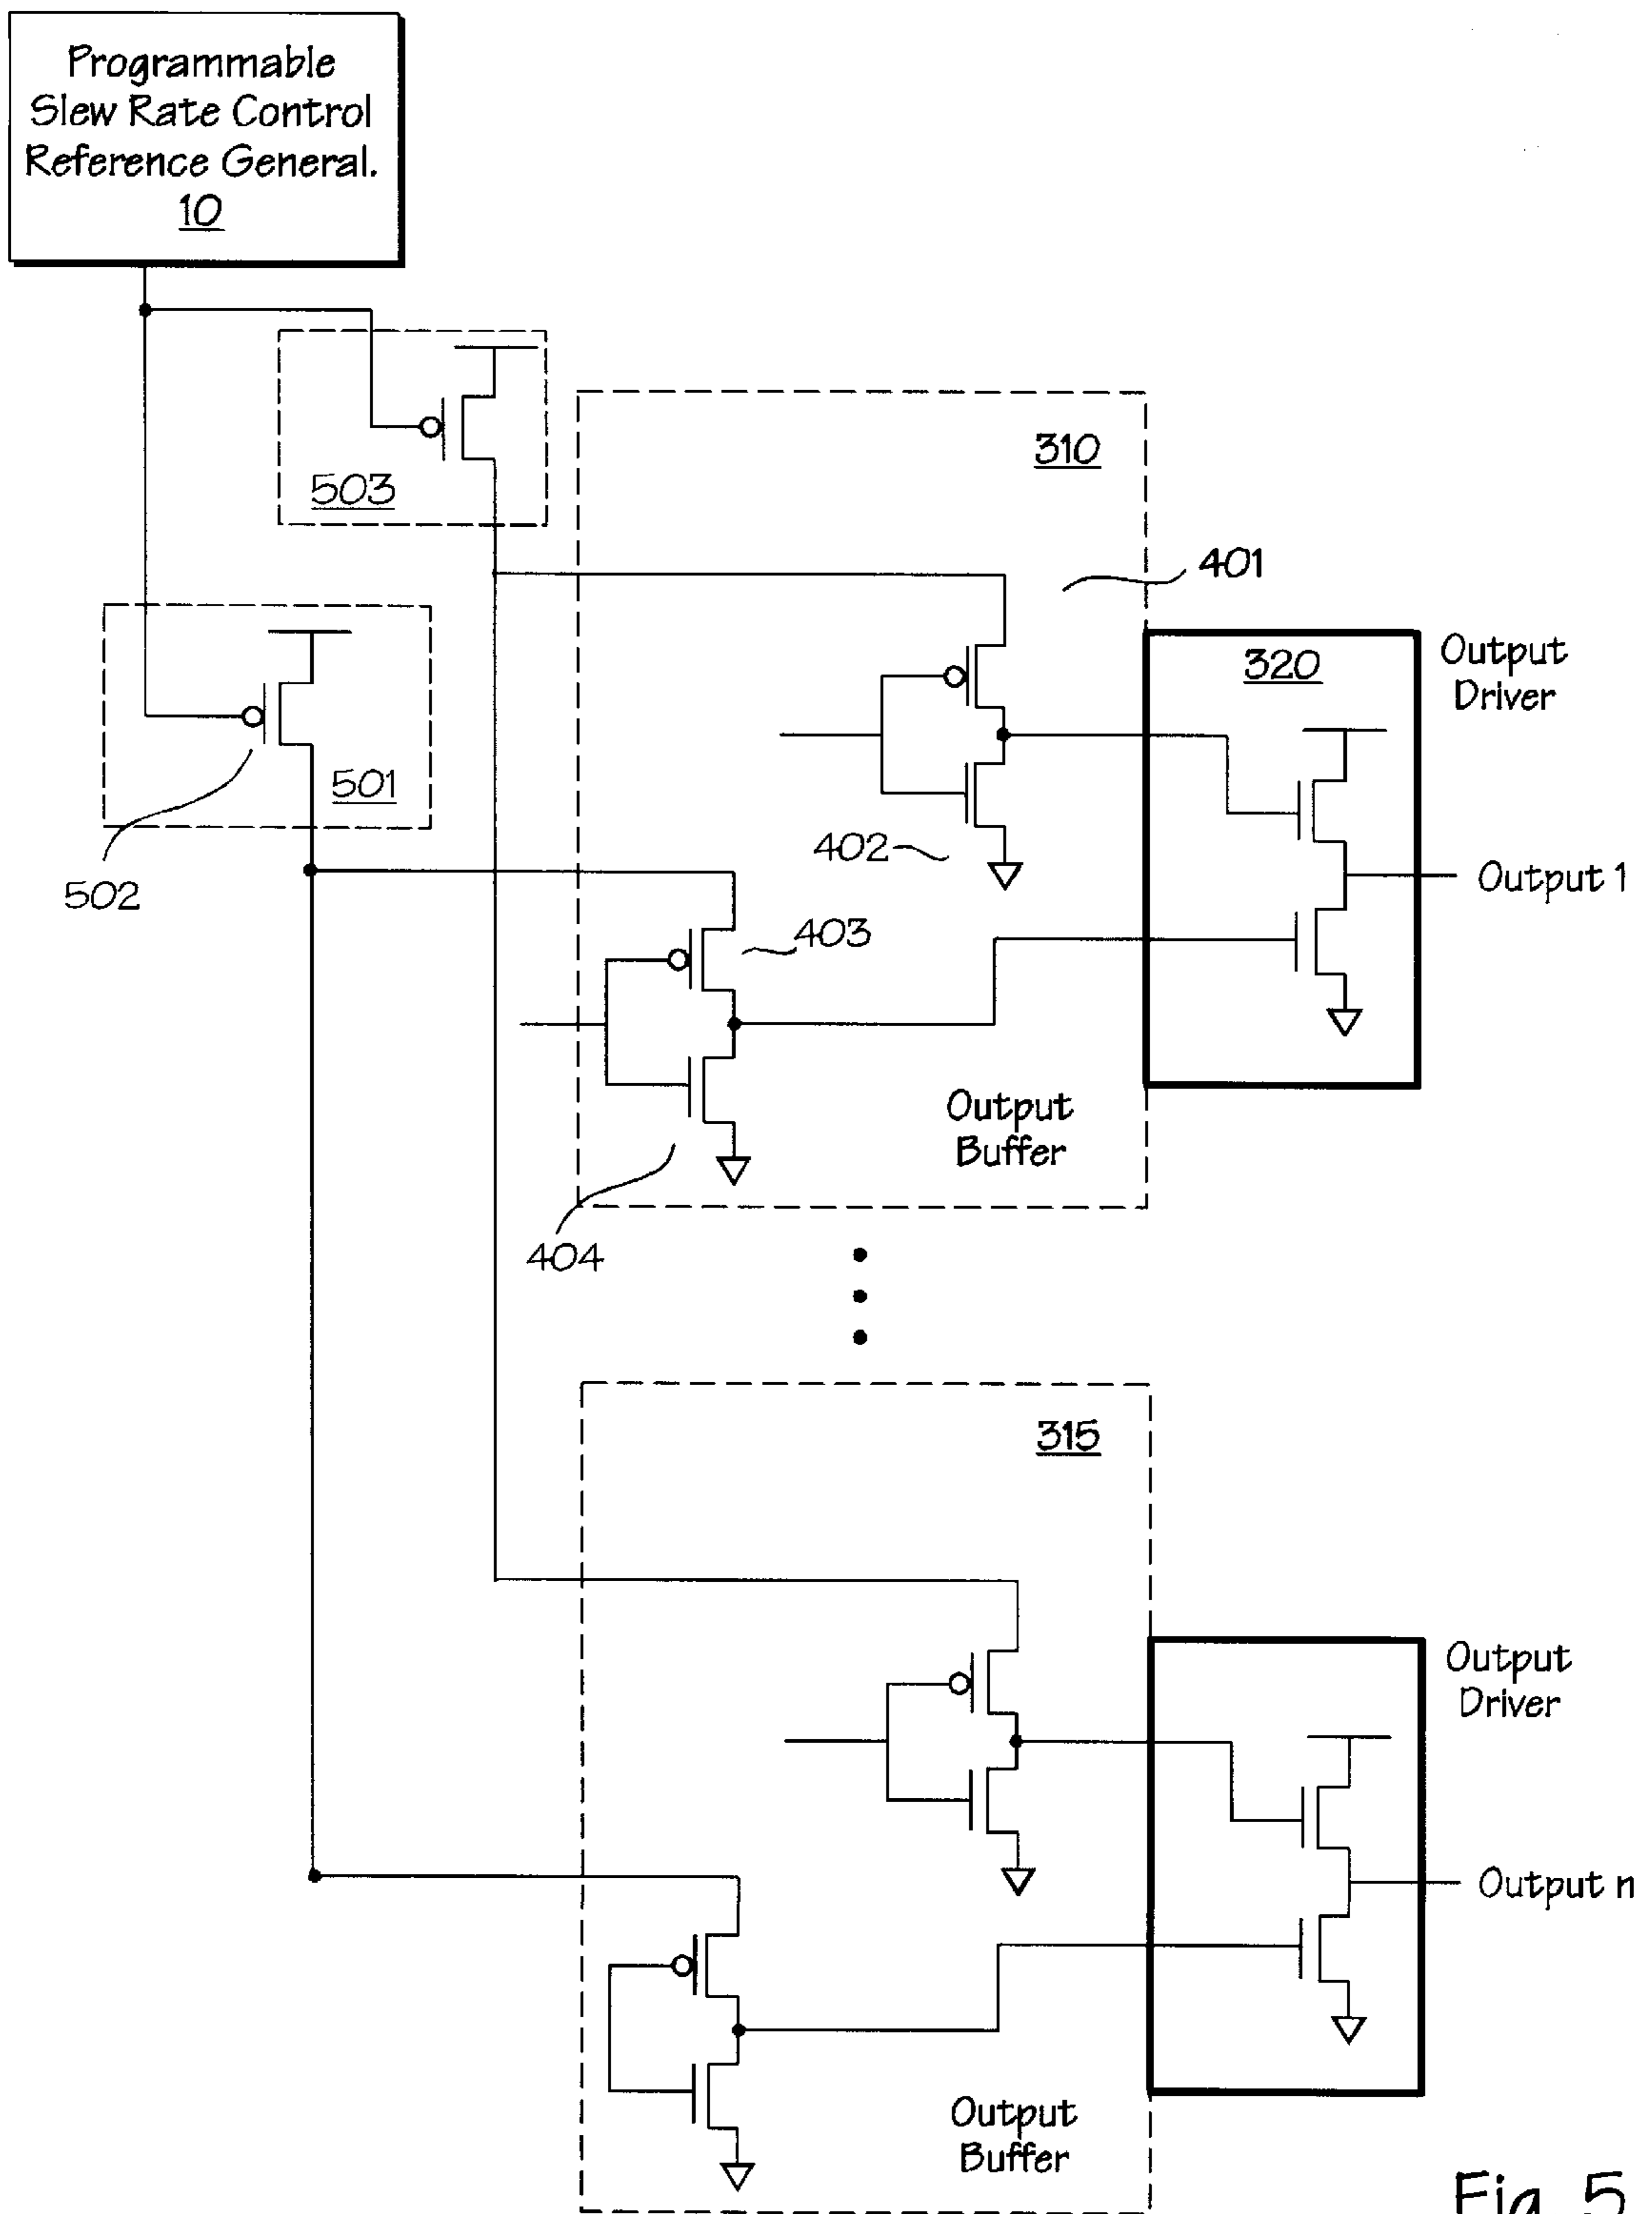 Programmable
Slew Rate Control
Reference General.
10
503
310
401
320
Output
Driver
501
502
402
Output 1
403
404
Output
Buffer
315
Output
Driver
Output n
Output
Buffer
Fig. 5